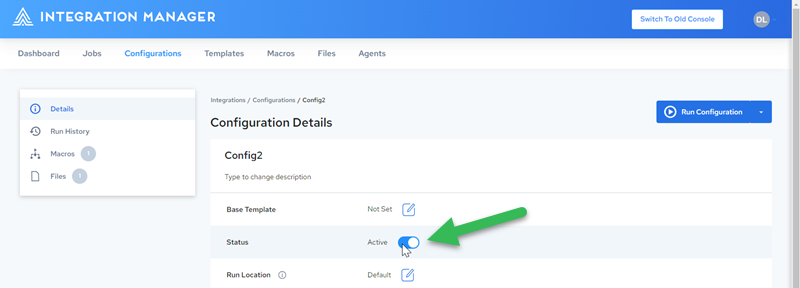 INTEGRATION MANAGER
Switch To Old Console
DL
Dashboard Jobs Configurations Templates Macros Files Agents
Integrations / Configurations / Config2
Details
Configuration Details
Run Configuration
Run History
Macros 1
Files 1
Config2
Type to change description
Base Template Not Set
Status Active
Run Location Default